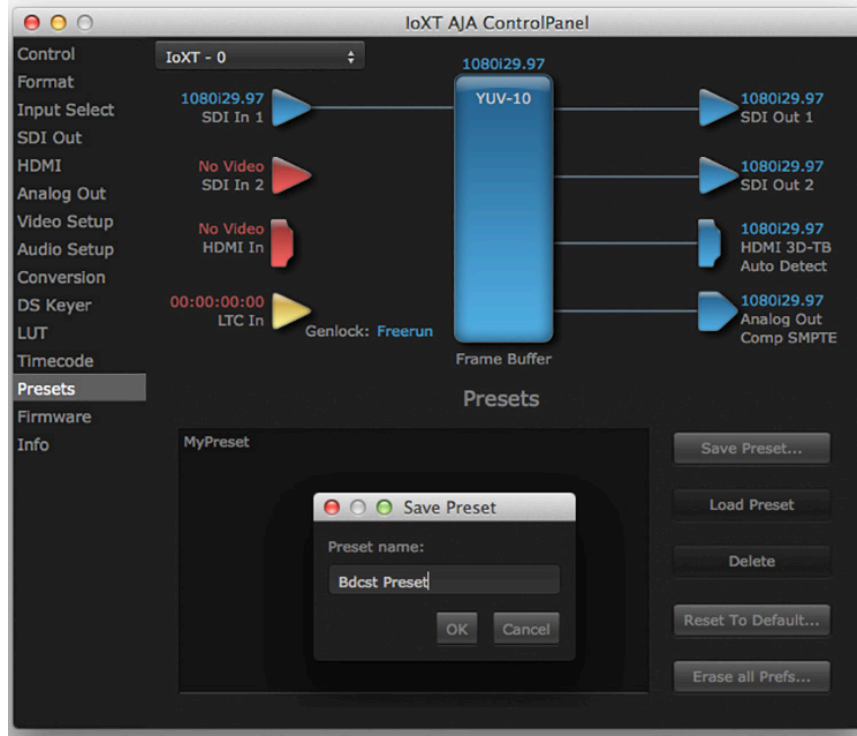 IoXT AJA ControlPanel
Control
Format
Input Select
SDI Out
HDMI
Analog Out
Video Setup
Audio Setup
Conversion
DS Keyer
LUT
Timecode
Presets
Firmware
Info
IoXT - 0
1080i29.97
YUV-10
1080i29.97
SDI In 1
No Video
SDI In 2
No Video
HDMI In
00:00:00:00
LTC In
Genlock: Freerun
Frame Buffer
1080i29.97
SDI Out 1
1080i29.97
SDI Out 2
1080i29.97
HDMI 3D-TB
Auto Detect
1080i29.97
Analog Out
Comp SMPTE
Presets
MyPreset
Save Preset
Preset name:
Bdcst Preset
OK Cancel
Save Preset...
Load Preset
Delete
Reset To Default...
Erase all Prefs...